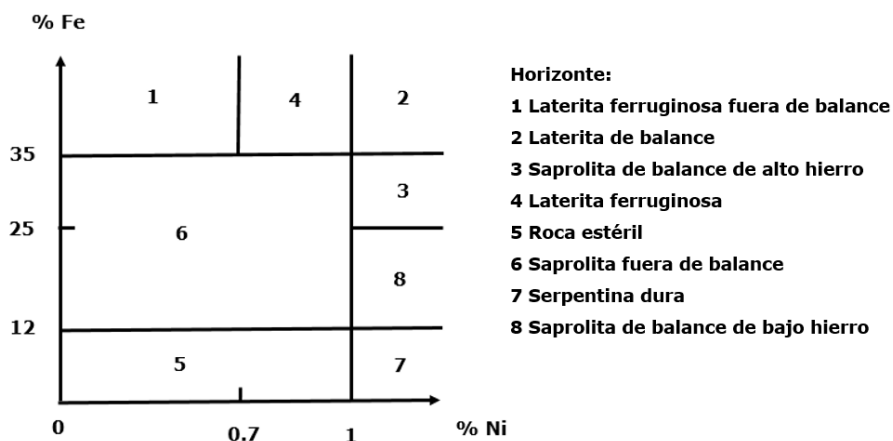 % Fe
1
4
2
35
3
25
6
8
12
5
7
0
0.7
1
% Ni
Horizonte:
1 Laterita ferruginosa fuera de balance
2 Laterita de balance
3 Saprolita de balance de alto hierro
4 Laterita ferruginosa
5 Roca estéril
6 Saprolita fuera de balance
7 Serpentina dura
8 Saprolita de balance de bajo hierro